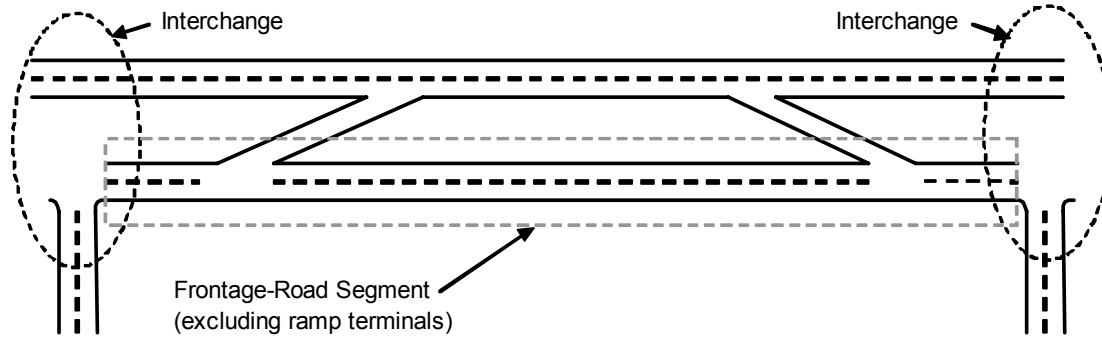 Interchange
Interchange
Frontage-Road Segment
(excluding ramp terminals)